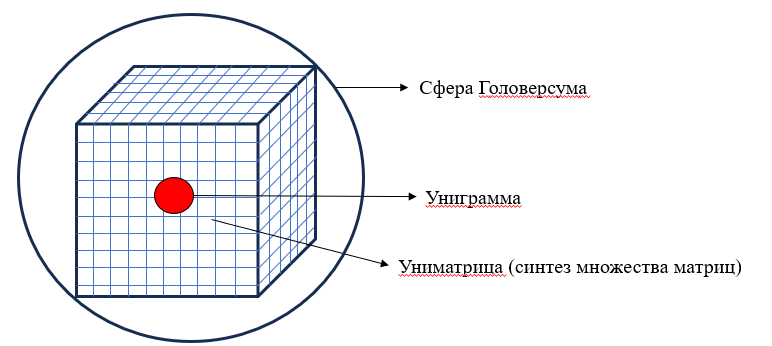 Сфера Головерсума
Униграмма
Униматрица (синтез множества матриц)